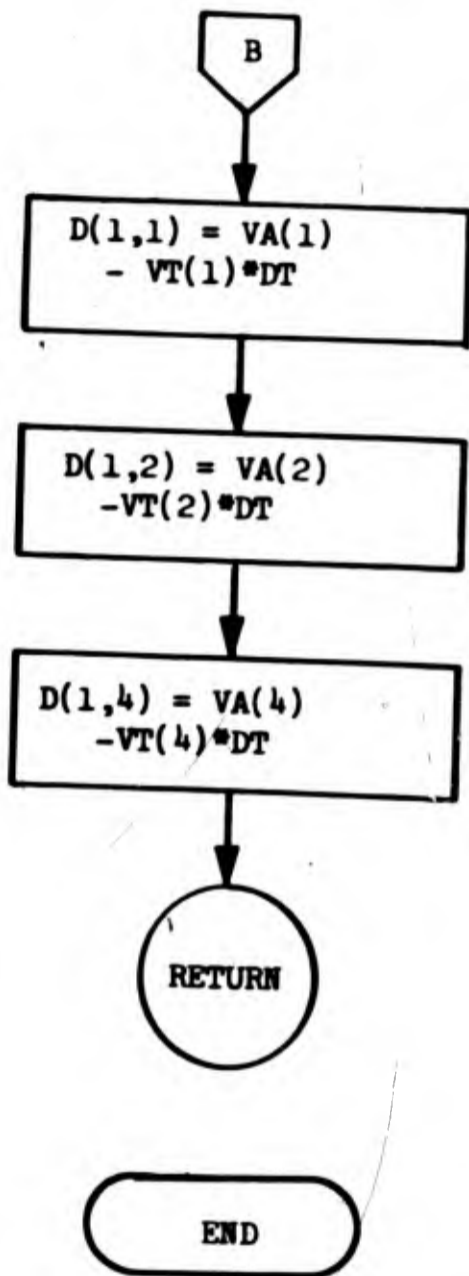 B
D(1,1) = VA(1)
- VT(1)*DT
D(1,2) = VA(2)
-VT(2)*DT
D(1,4) = VA(4)
-VT(4)*DT
RETURN
END